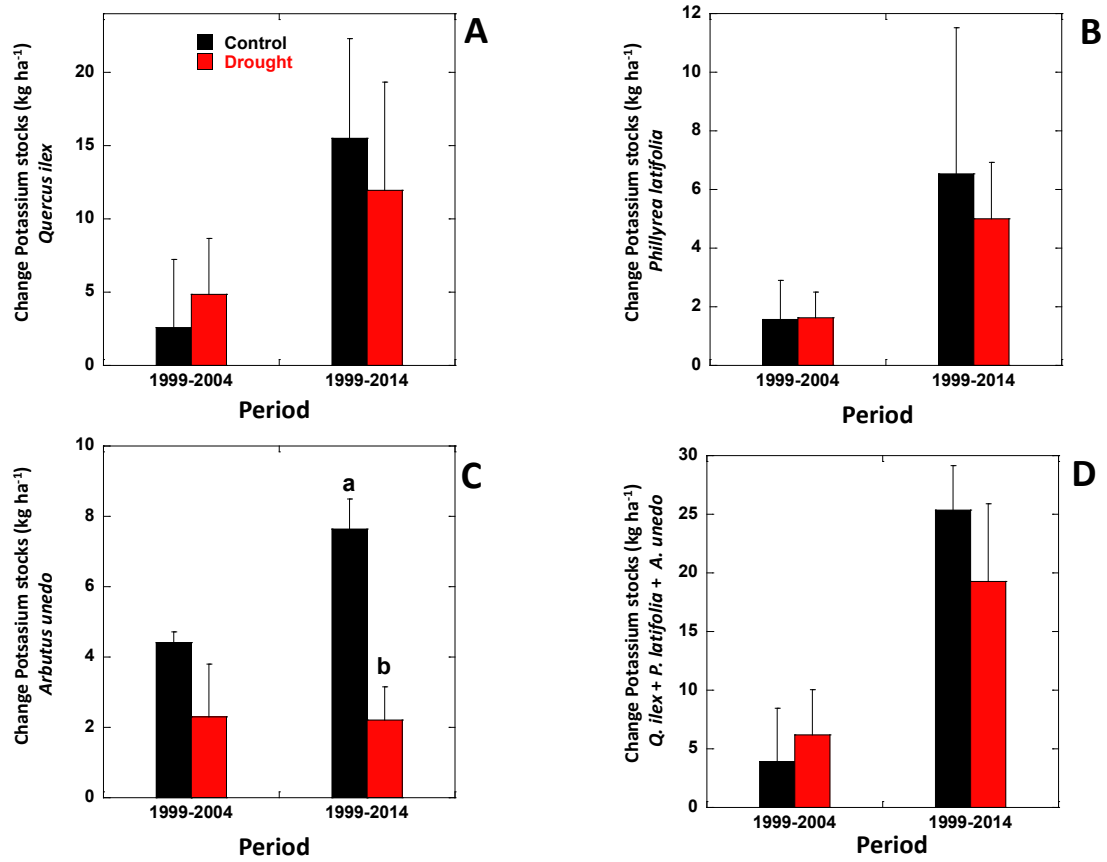 A
Control
Drought
Change Potassium stocks (kg ha⁻¹)
Quercus ilex
20
15
10
5
0
1999-2004
1999-2014
Period
B
Change Potassium stocks (kg ha⁻¹)
Phillyrea latifolia
12
10
8
6
4
2
0
1999-2004
1999-2014
Period
C
Change Potsasium stocks (kg ha⁻¹)
Arbutus unedo
10
8
6
4
2
0
a
b
1999-2004
1999-2014
Period
D
Change Potassium stocks (kg ha⁻¹)
Q. ilex + P. latifolia + A. unedo
30
25
20
15
10
5
0
1999-2004
1999-2014
Period